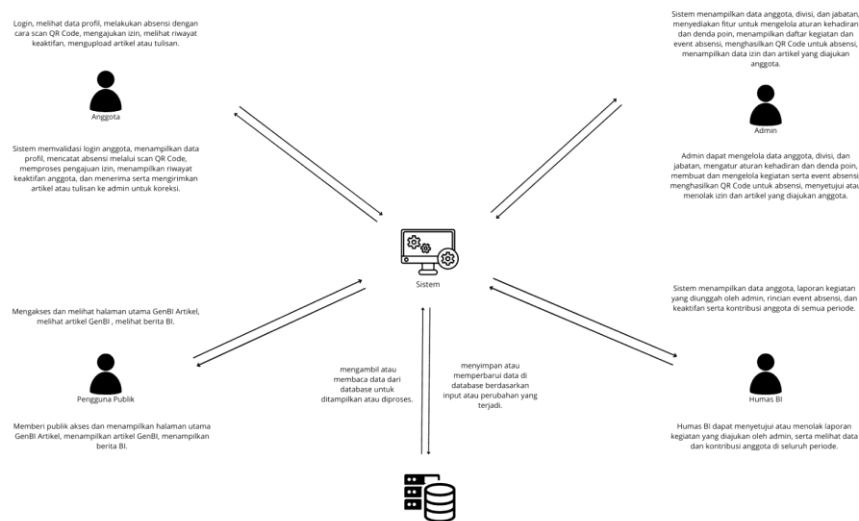 Login, melihat data profil, melakukan absensi dengan
cara scan QR Code, mengajukan izin, melihat riwayat
keaktifan, mengupload artikel atau tulisan.
Anggota
Sistem memvalidasi login anggota, menampilkan data
profil, mencatat absensi melalui scan QR Code,
memproses pengajuan izin, menampilkan riwayat
keaktifan anggota, dan menerima serta mengirimkan
artikel atau tulisan ke admin untuk koreksi.
Sistem menampilkan data anggota, divisi, dan jabatan,
menyediakan fitur untuk mengelola aturan kehadiran
dan denda poin, menampilkan daftar kegiatan dan
event absensi, menghasilkan QR Code untuk absensi,
menampilkan data izin dan artikel yang diajukan
anggota.
Admin
Admin dapat mengelola data anggota, divisi, dan
jabatan, mengatur aturan kehadiran dan denda poin,
membuat dan mengelola kegiatan serta event absensi
menghasilkan QR Code untuk absensi, menyetujui atau
menolak izin dan artikel yang diajukan anggota.
Sistem
Mengakses dan melihat halaman utama GenBI Artikel,
melihat artikel GenBI , melihat berita BI.
Pengguna Publik
Memberi publik akses dan menampilkan halaman utama
GenBI Artikel, menampilkan artikel GenBI, menampilkan
berita BI.
mengambil atau
membaca data dari
database untuk
ditampilkan atau diproses.
menyimpan atau
memperbarui data di
database berdasarkan
input atau perubahan yang
terjadi.
Sistem menampilkan data anggota, laporan kegiatan
yang diunggah oleh admin, rincian event absensi, dan
keaktifan serta kontribusi anggota di semua periode.
Humas BI
Humas BI dapat menyetujui atau menolak laporan
kegiatan yang diajukan oleh admin, serta melihat data
dan kontribusi anggota di seluruh periode.